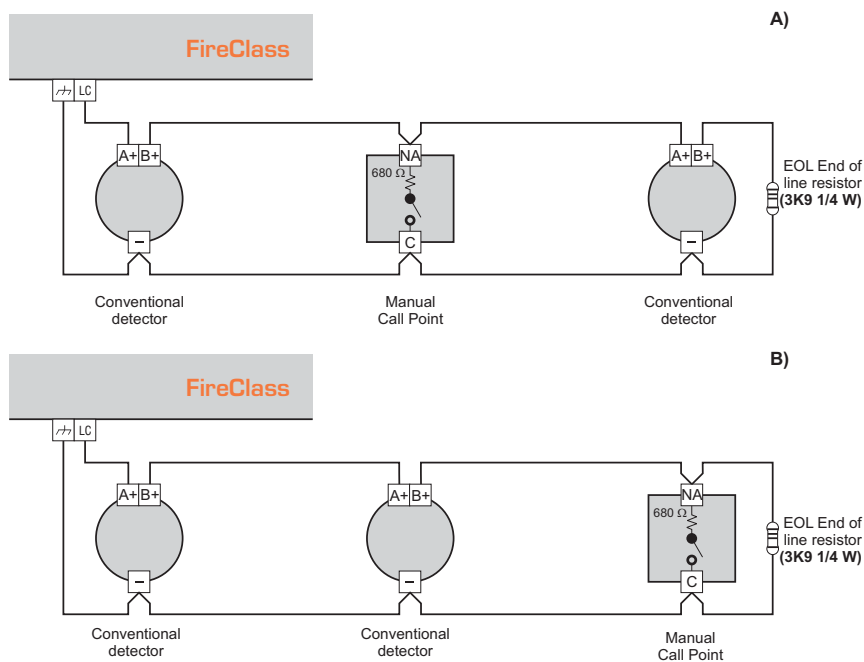 A)
FireClass
LC
A+ B+
NA
A+ B+
680 Ω
EOL End of
line resistor
(3K9 1/4 W)
–
C
–
Conventional
detector
Manual
Call Point
Conventional
detector
B)
FireClass
LC
A+ B+
A+ B+
NA
680 Ω
EOL End of
line resistor
(3K9 1/4 W)
–
–
C
Conventional
detector
Conventional
detector
Manual
Call Point